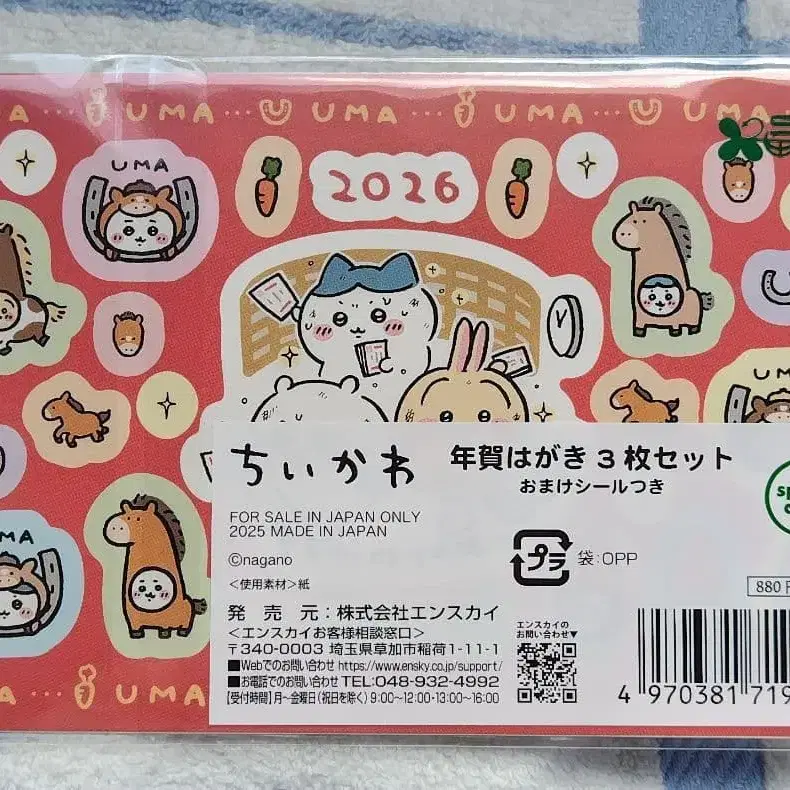 UMA UMA UMA
UMA
2026
UMA
UMA
UMA
ちいかわ
年賀はがき3枚セット
おまけシールつき
FOR SALE IN JAPAN ONLY
2025 MADE IN JAPAN
©nagano
＜使用素材＞紙
プラ
袋:OPP
880
発売元:株式会社エンスカイ
＜エンスカイお客様相談窓口＞
〒340-0003 埼玉県草加市稲荷1-11-1
■Webでのお問い合わせ https://www.ensky.co.jp/support/
■お電話でのお問い合わせ TEL:048-932-4992
【受付時間】月～金曜日(祝日を除く) 9:00～12:00・13:00～16:00
エンスカイの
お問い合わせ▼
4 970381 719